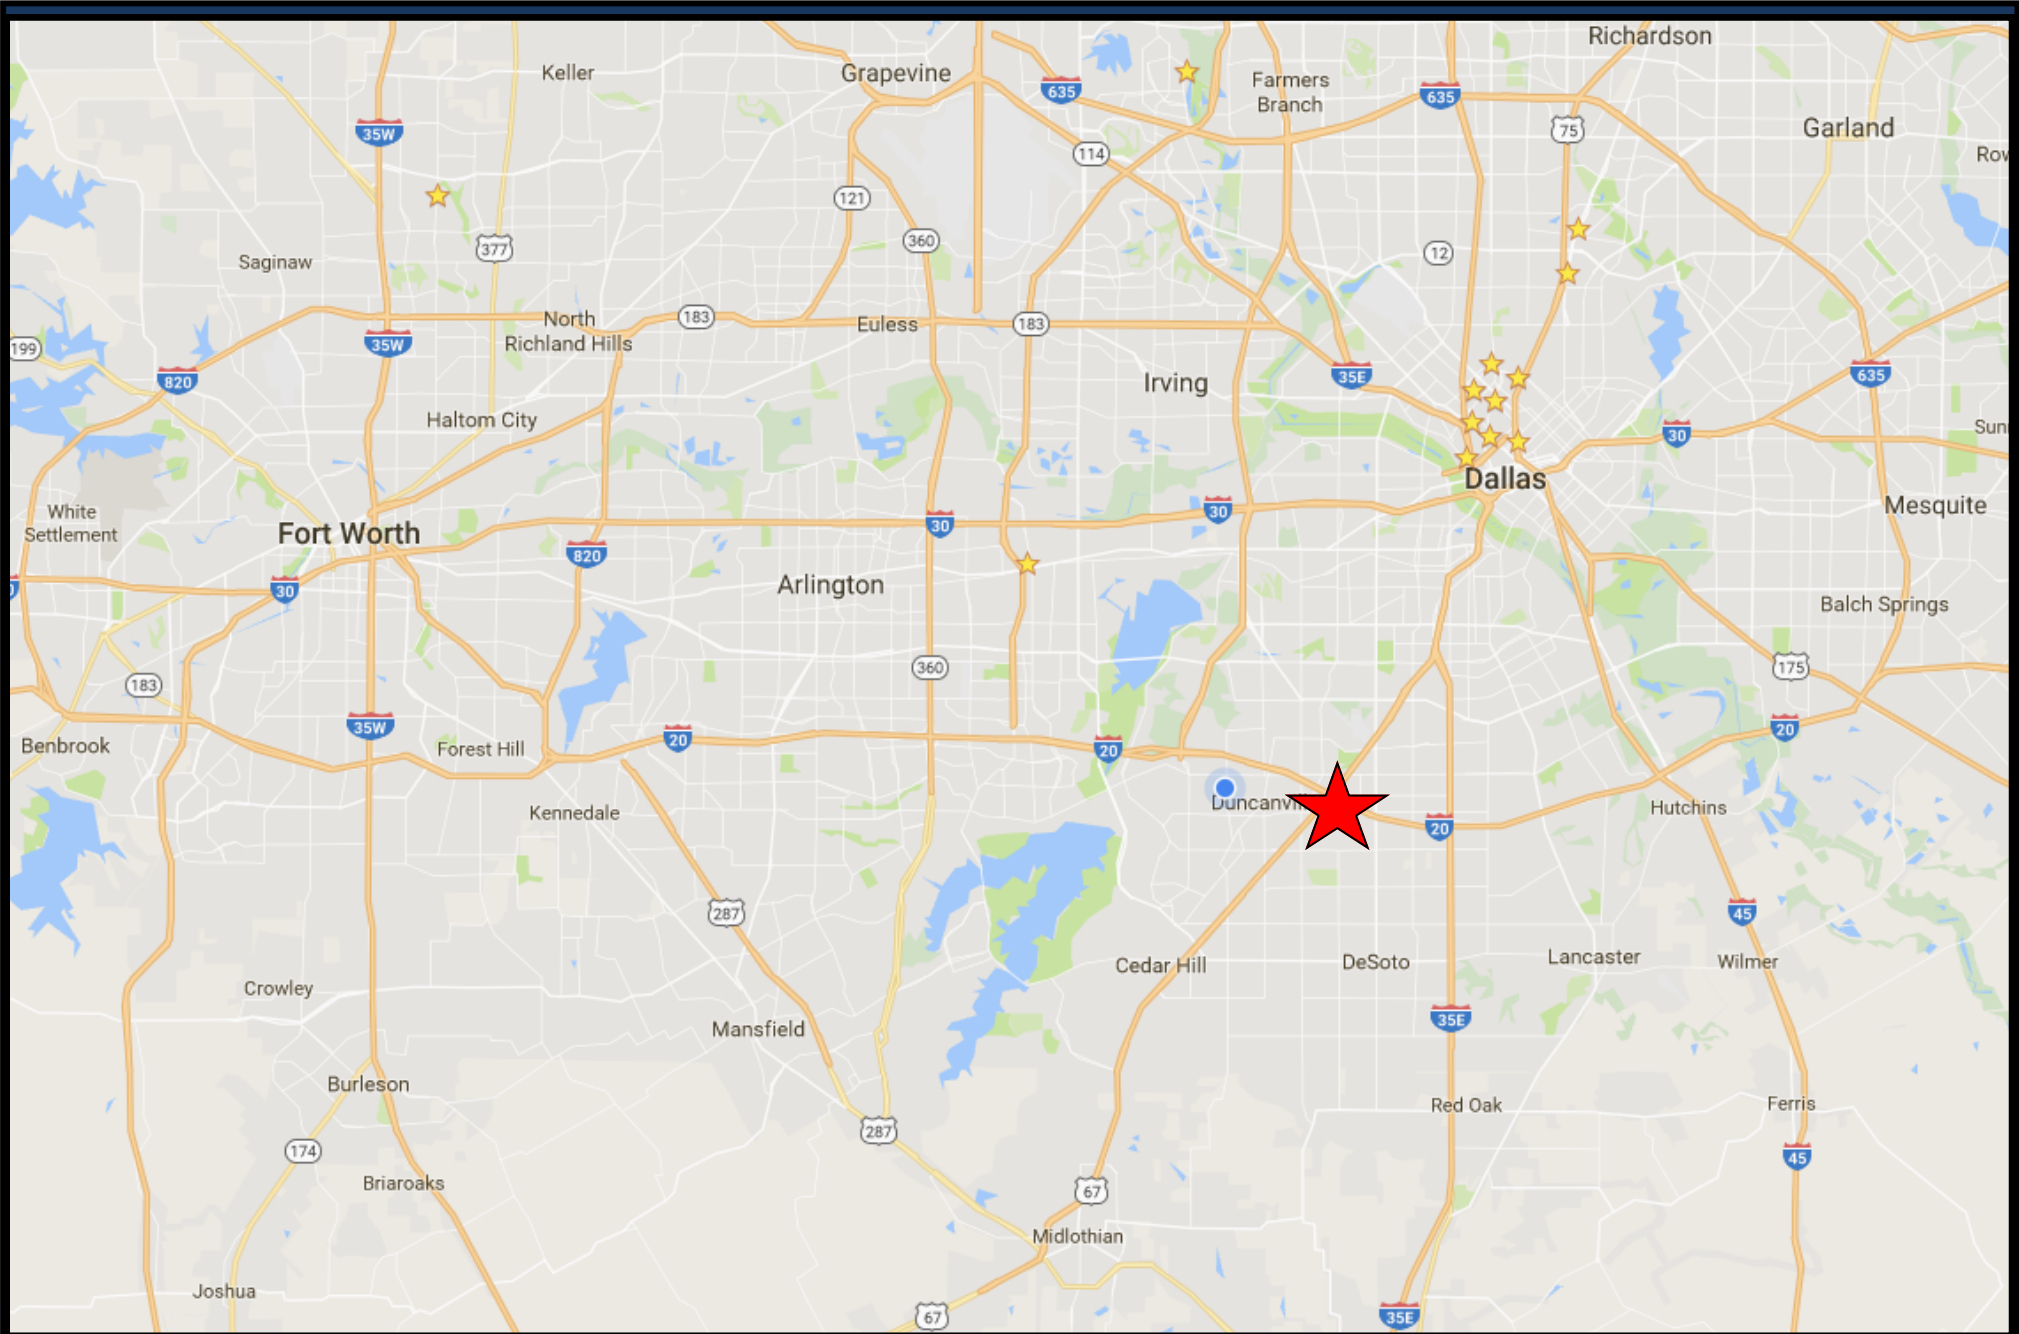 Richardson
Keller
Grapevine
Farmers
Branch
635
635
75
Garland
35W
114
Row
121
377
360
12
Saginaw
183
North
Richland Hills
Euless
183
199
35W
820
Irving
35E
635
Haltom City
30
Sun
Dallas
White
Settlement
Fort Worth
30
30
Mesquite
820
30
Arlington
Balch Springs
183
360
175
35W
20
20
20
Benbrook
Forest Hill
Kennedale
Duncanvil
20
Hutchins
287
45
Cedar Hill
DeSoto
Lancaster
Wilmer
Crowley
Mansfield
35E
Burleson
Red Oak
Ferris
287
174
45
Briaroaks
67
Midlothian
Joshua
67
35E